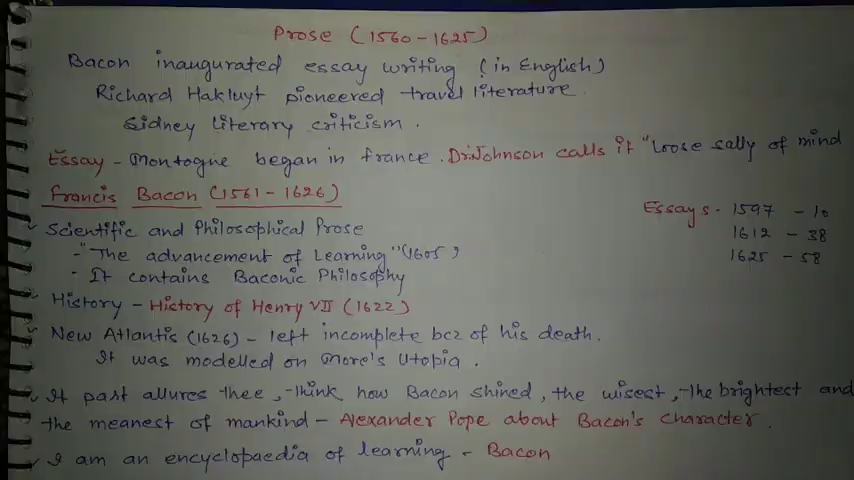 Prose (1560-1625)
Bacon inaugurated essay writing (in English)
Richard Hakluyt pioneered travel literature.
Sidney literary criticism.
Essay - Montogne began in france. Dr.Johnson calls it "loose sally of mind
Francis Bacon (1561-1626)
Essays - 1597 - 10
1612 - 38
1625 - 58
Scientific and Philosophical Prose
- "The advancement of Learning" (1605)
- It contains Baconic Philosophy
History - History of Henry VII (1622)
New Atlantis (1626) - left incomplete bcz of his death.
It was modelled on More's Utopia.
If part allures thee, think how Bacon shined, the wisest, the brightest and
the meanest of mankind - Alexander Pope about Bacon's character.
I am an encyclopaedia of learning - Bacon